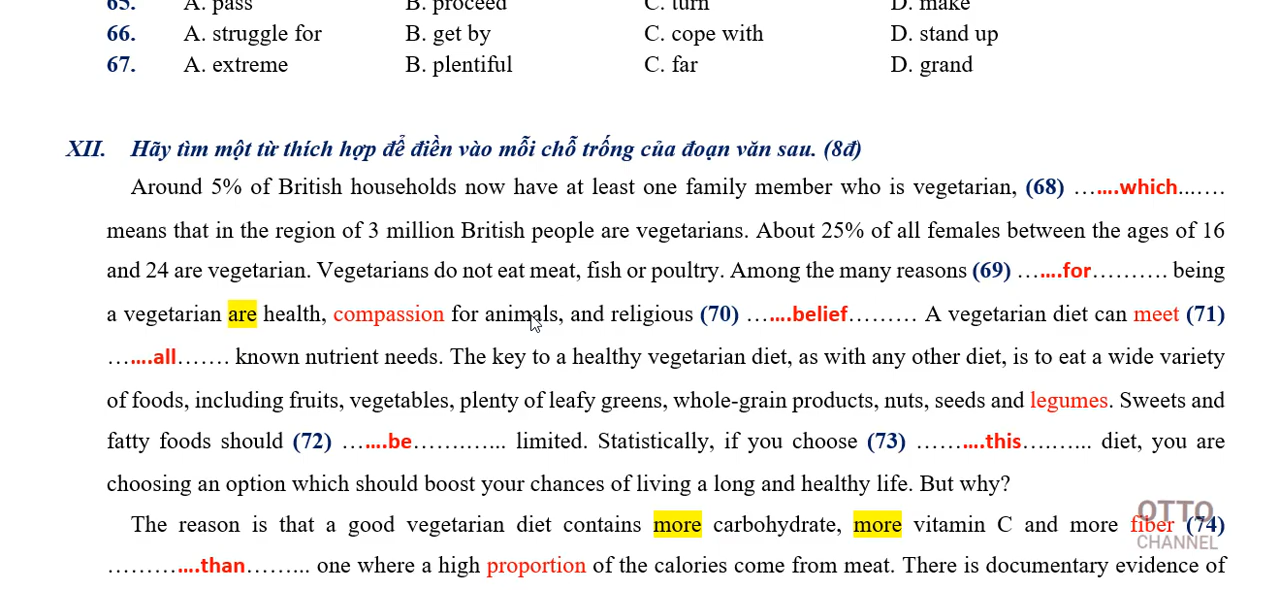 65. A. pass B. proceed C. turn D. make
66. A. struggle for B. get by C. cope with D. stand up
67. A. extreme B. plentiful C. far D. grand
XII. Hãy tìm một từ thích hợp để điền vào mỗi chỗ trống của đoạn văn sau. (8đ)
Around 5% of British households now have at least one family member who is vegetarian, (68) …....which...….
means that in the region of 3 million British people are vegetarians. About 25% of all females between the ages of 16
and 24 are vegetarian. Vegetarians do not eat meat, fish or poultry. Among the many reasons (69) …....for………. being
a vegetarian are health, compassion for animals, and religious (70) …....belief……… A vegetarian diet can meet (71)
…....all……. known nutrient needs. The key to a healthy vegetarian diet, as with any other diet, is to eat a wide variety
of foods, including fruits, vegetables, plenty of leafy greens, whole-grain products, nuts, seeds and legumes. Sweets and
fatty foods should (72) …....be………... limited. Statistically, if you choose (73) ……....this……... diet, you are
choosing an option which should boost your chances of living a long and healthy life. But why?
The reason is that a good vegetarian diet contains more carbohydrate, more vitamin C and more fiber (74)
………....than……... one where a high proportion of the calories come from meat. There is documentary evidence of
OTTO
CHANNEL